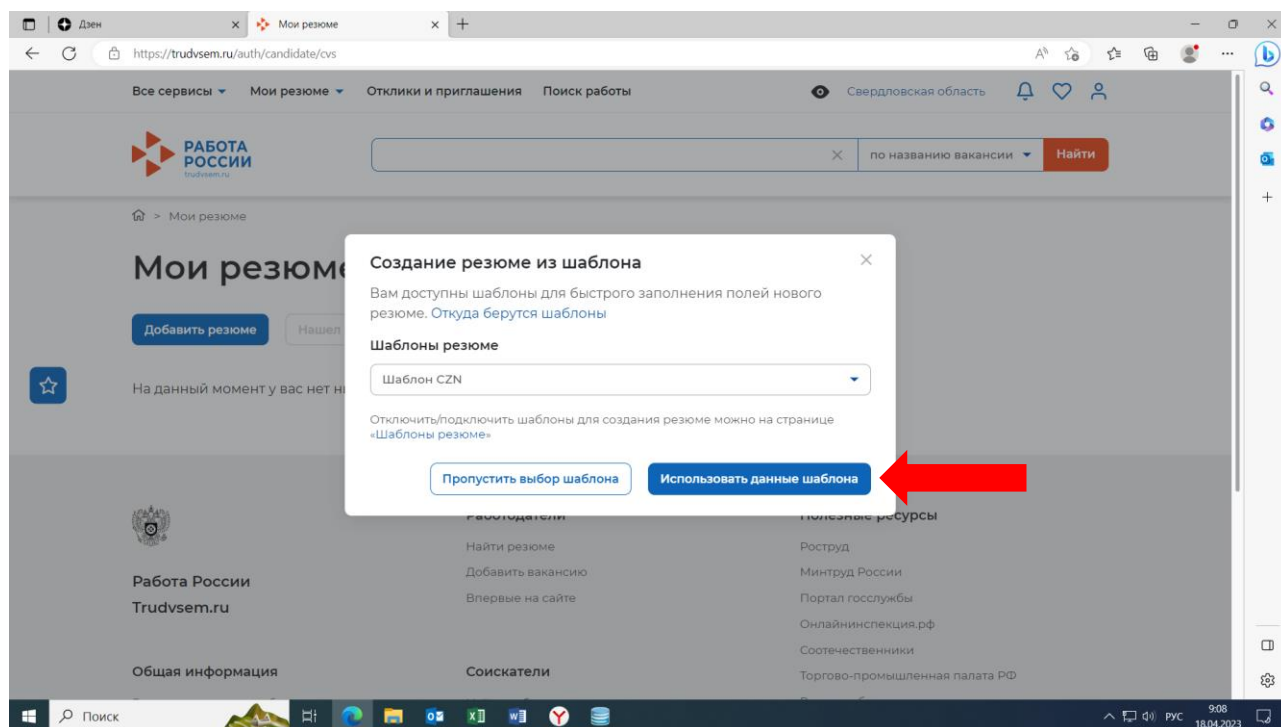 Дзен
Мои резюме
https://trudvsem.ru/auth/candidate/cvs
Все сервисы Мои резюме Отклики и приглашения Поиск работы Свердловская область
РАБОТА
РОССИИ
trudvsem.ru
по названию вакансии Найти
> Мои резюме
Мои резюме
Добавить резюме Нашел
На данный момент у вас нет
Создание резюме из шаблона
Вам доступны шаблоны для быстрого заполнения полей нового
резюме. Откуда берутся шаблоны
Шаблоны резюме
Шаблон CZN
Отключить/подключить шаблоны для создания резюме можно на странице
«Шаблоны резюме»
Пропустить выбор шаблона Использовать данные шаблона
Работа России
Trudvsem.ru
Общая информация
Работодатели
Найти резюме
Добавить вакансию
Впервые на сайте
Соискатели
Полезные ресурсы
Роструд
Минтруд России
Портал госслужбы
Онлайнинспекция.рф
Соотечественники
Торгово-промышленная палата РФ
Поиск
РУС
9:08
18.04.2023